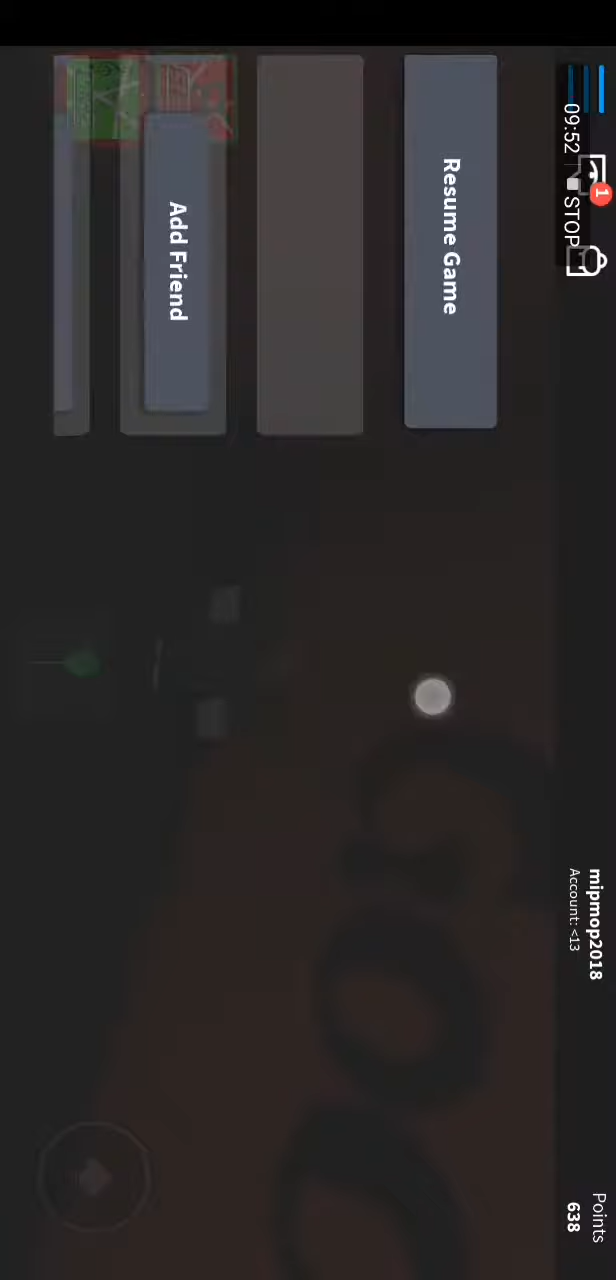 09:52
STOP
1
mipmop2018
Account: <13
Points
638
Resume Game
Add Friend